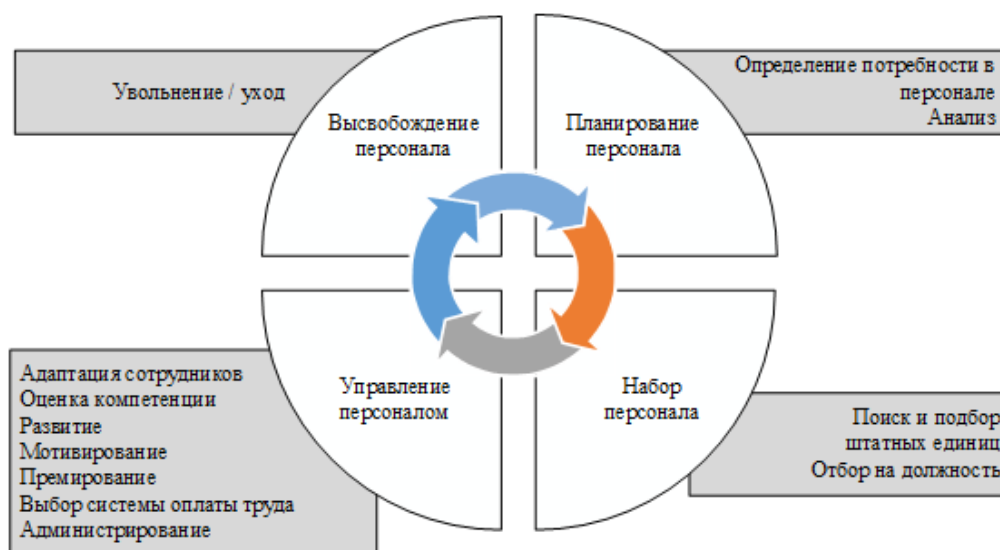 Увольнение / уход
Высвобождение
персонала
Планирование
персонала
Определение потребности в
персонале
Анализ
Адаптация сотрудников
Оценка компетенции
Развитие
Мотивирование
Премирование
Выбор системы оплаты труда
Администрирование
Управление
персоналом
Набор
персонала
Поиск и подбор
штатных единиц
Отбор на должность